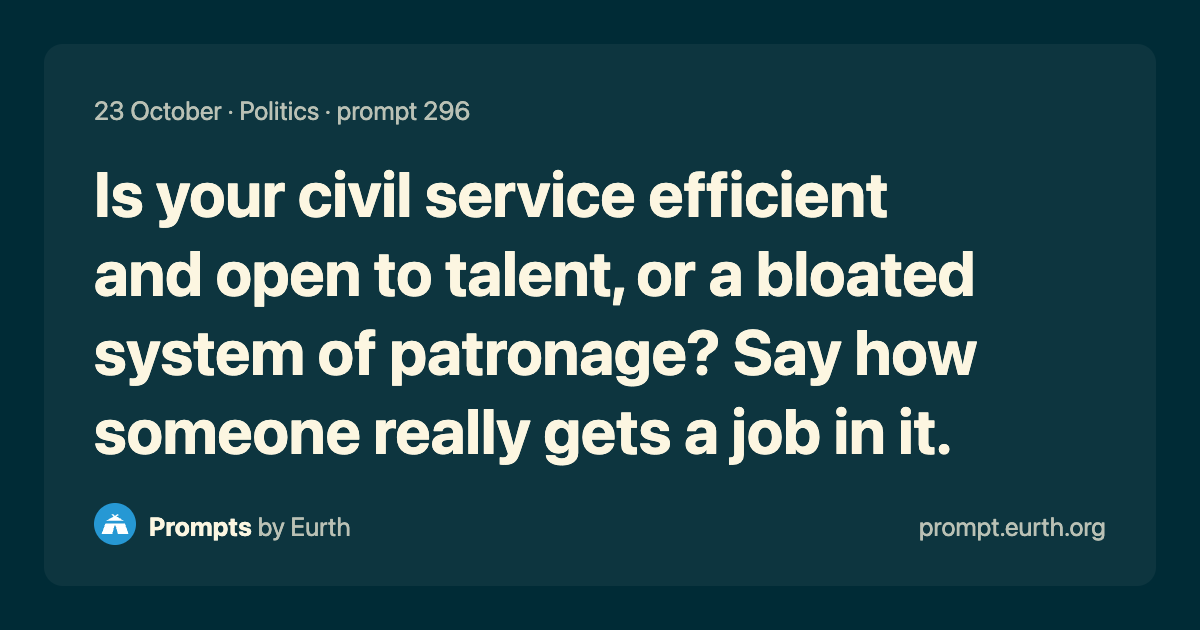 23 October · Politics · prompt 296
Is your civil service efficient
and open to talent, or a bloated
system of patronage? Say how
someone really gets a job in it.
Prompts by Eurth
prompt.eurth.org